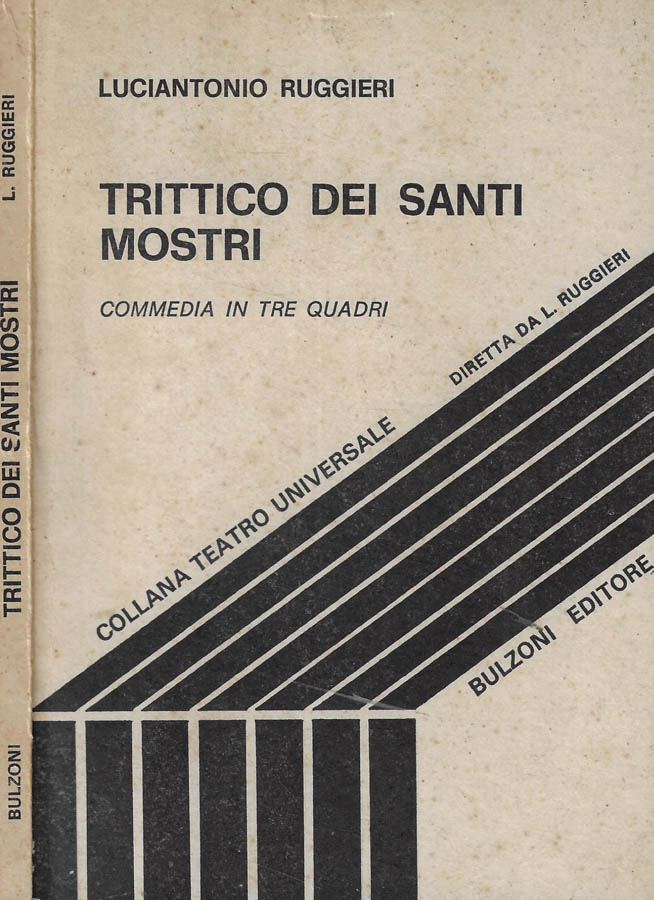 LUCIANTONIO RUGGIERI
TRITTICO DEI SANTI
MOSTRI
COMMEDIA IN TRE QUADRI
DIRETTA DA L. RUGGIERI
COLLANA TEATRO UNIVERSALE
BULZONI EDITORE
L. RUGGIERI
TRITTICO DEI SANTI MOSTRI
BULZONI